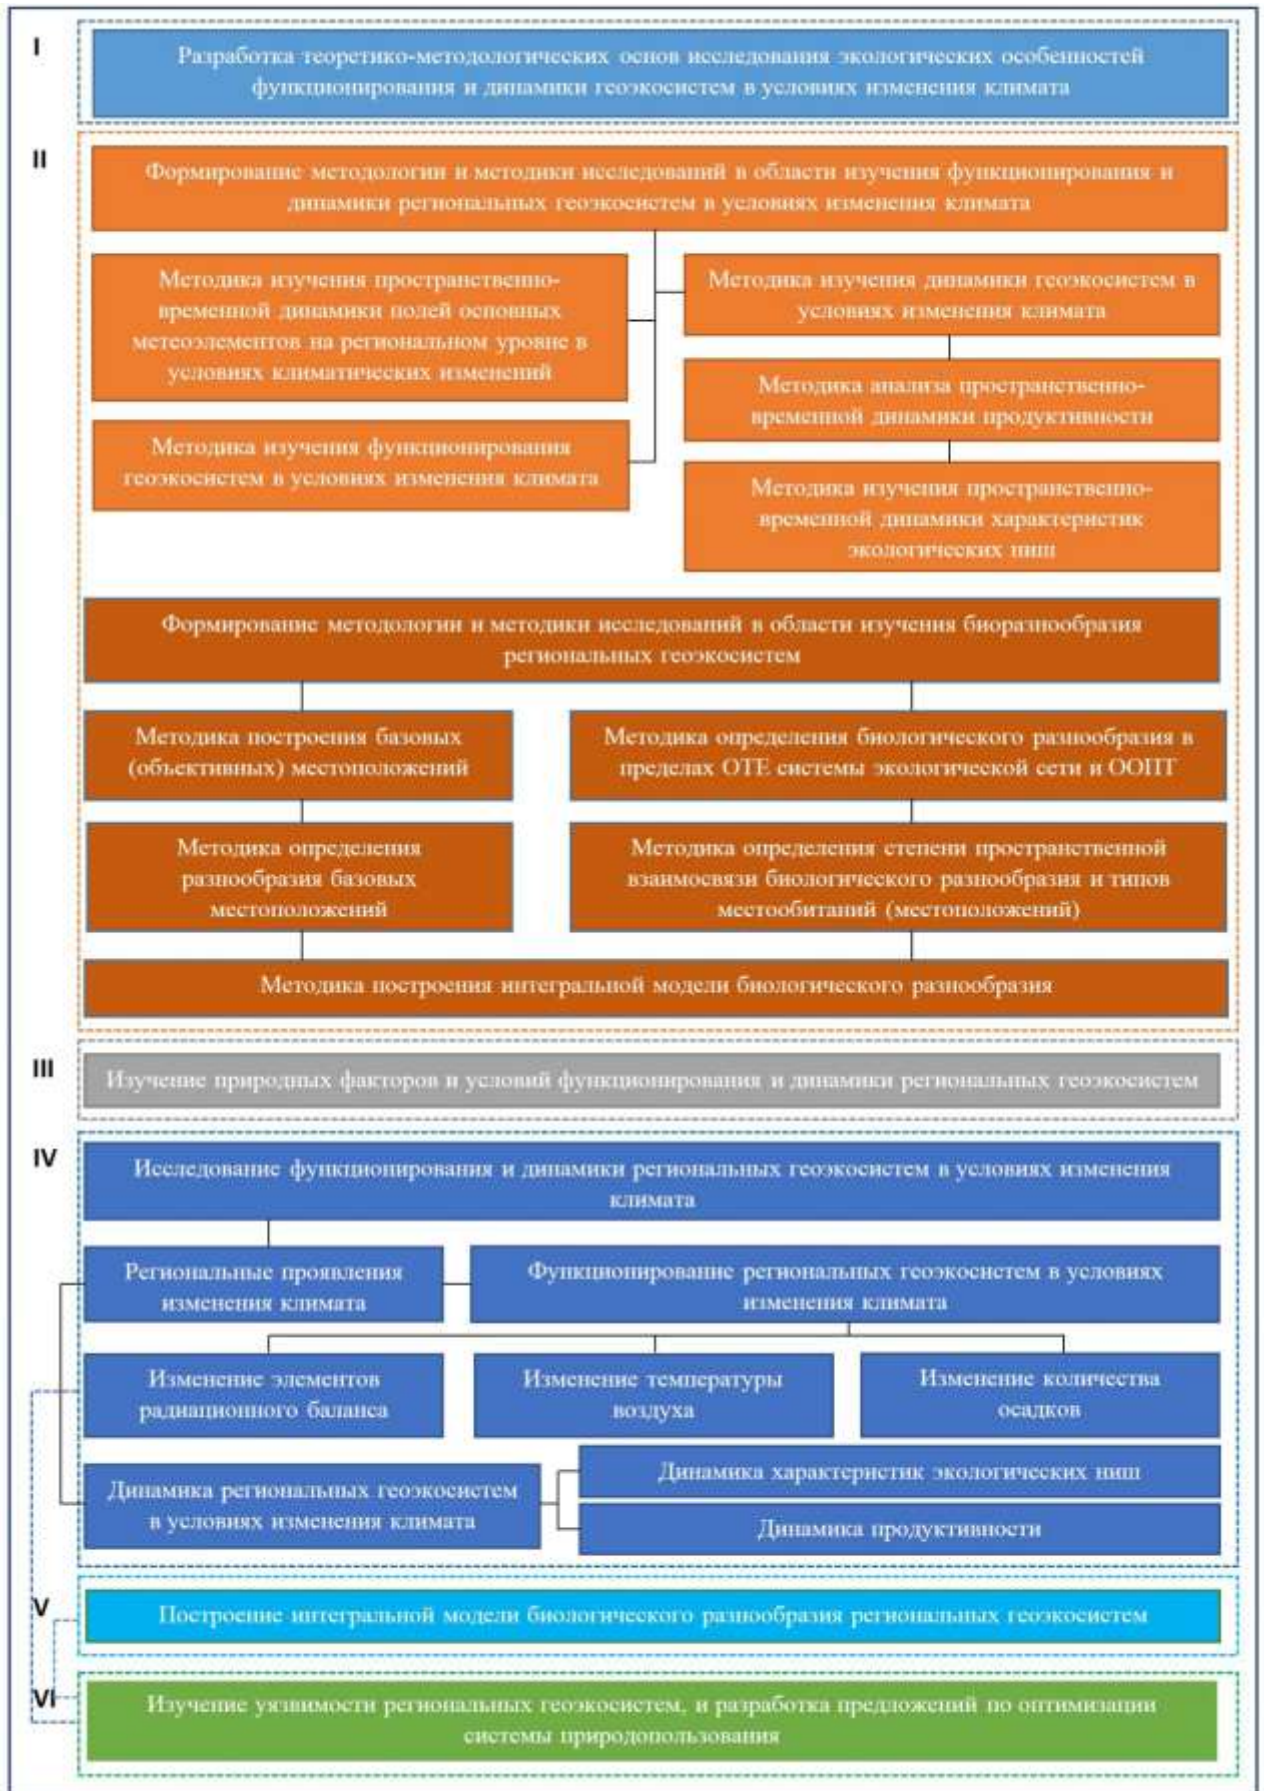 I
Разработка теоретико-методологических основ исследования экологических особенностей
функционирования и динамики геоэкосистем в условиях изменения климата
II
Формирование методологии и методики исследований в области изучения функционирования и
динамики региональных геоэкосистем в условиях изменения климата
Методика изучения пространственно-
временной динамики полей основных
метеоэлементов на региональном уровне в
условиях климатических изменений
Методика изучения динамики геоэкосистем в
условиях изменения климата
Методика анализа пространственно-
временной динамики продуктивности
Методика изучения функционирования
геоэкосистем в условиях изменения климата
Методика изучения пространственно-
временной динамики характеристик
экологических ниш
Формирование методологии и методики исследований в области изучения биоразнообразия
региональных геоэкосистем
Методика построения базовых
(объективных) местоположений
Методика определения биологического разнообразия в
пределах ОТЕ системы экологической сети и ООПТ
Методика определения
разнообразия базовых
местоположений
Методика определения степени пространственной
взаимосвязи биологического разнообразия и типов
местообитаний (местоположений)
Методика построения интегральной модели биологического разнообразия
III
Изучение природных факторов и условий функционирования и динамики региональных геоэкосистем
IV
Исследование функционирования и динамики региональных геоэкосистем в условиях изменения
климата
Региональные проявления
изменения климата
Функционирование региональных геоэкосистем в условиях
изменения климата
Изменение элементов
радиационного баланса
Изменение температуры
воздуха
Изменение количества
осадков
Динамика региональных геоэкосистем
в условиях изменения климата
Динамика характеристик экологических ниш
Динамика продуктивности
V
Построение интегральной модели биологического разнообразия региональных геоэкосистем
VI
Изучение уязвимости региональных геоэкосистем, и разработка предложений по оптимизации
системы природопользования